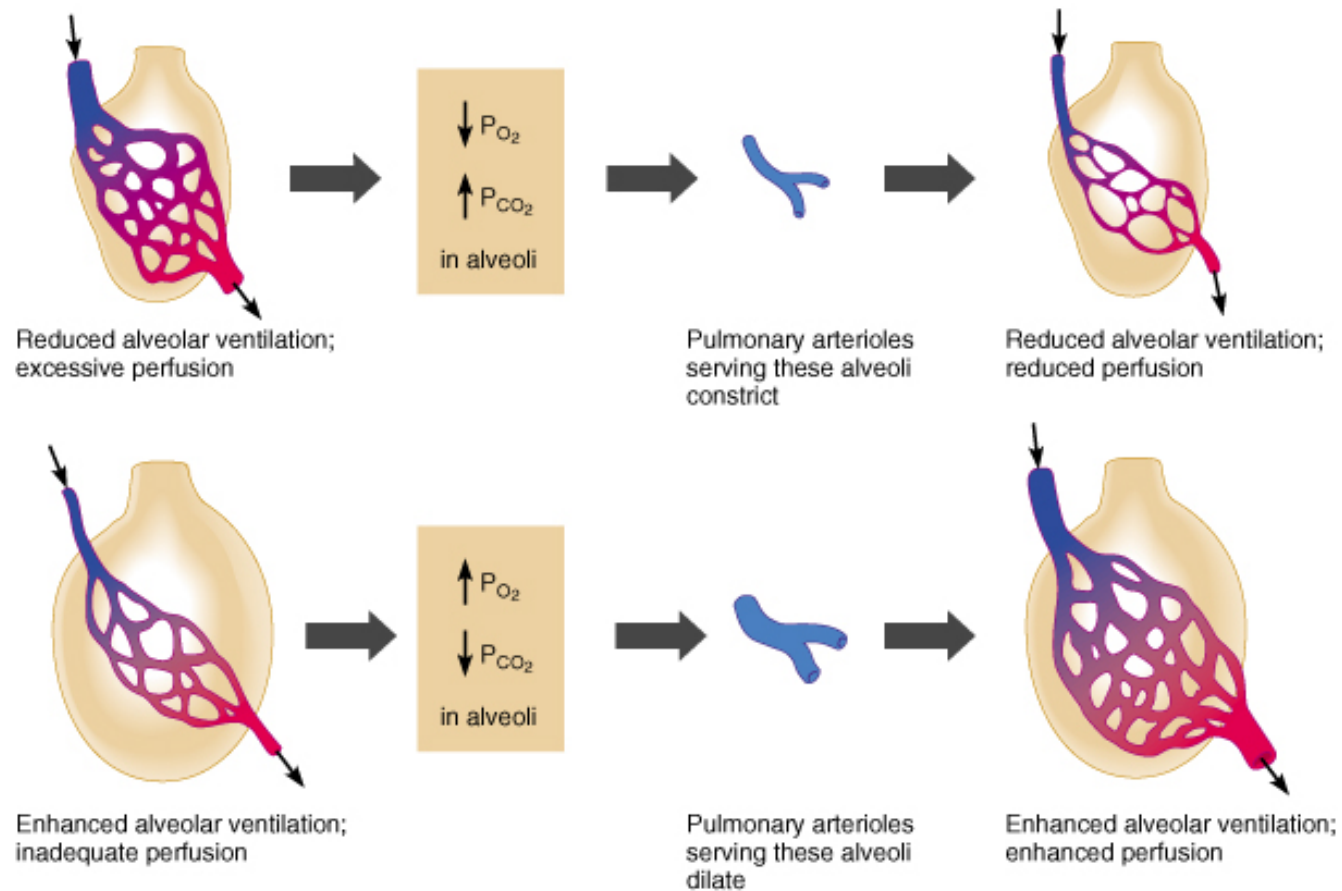 ↓ PO₂
↑ PCO₂
in alveoli
Reduced alveolar ventilation;
excessive perfusion
Pulmonary arterioles
serving these alveoli
constrict
Reduced alveolar ventilation;
reduced perfusion
↑ PO₂
↓ PCO₂
in alveoli
Enhanced alveolar ventilation;
inadequate perfusion
Pulmonary arterioles
serving these alveoli
dilate
Enhanced alveolar ventilation;
enhanced perfusion